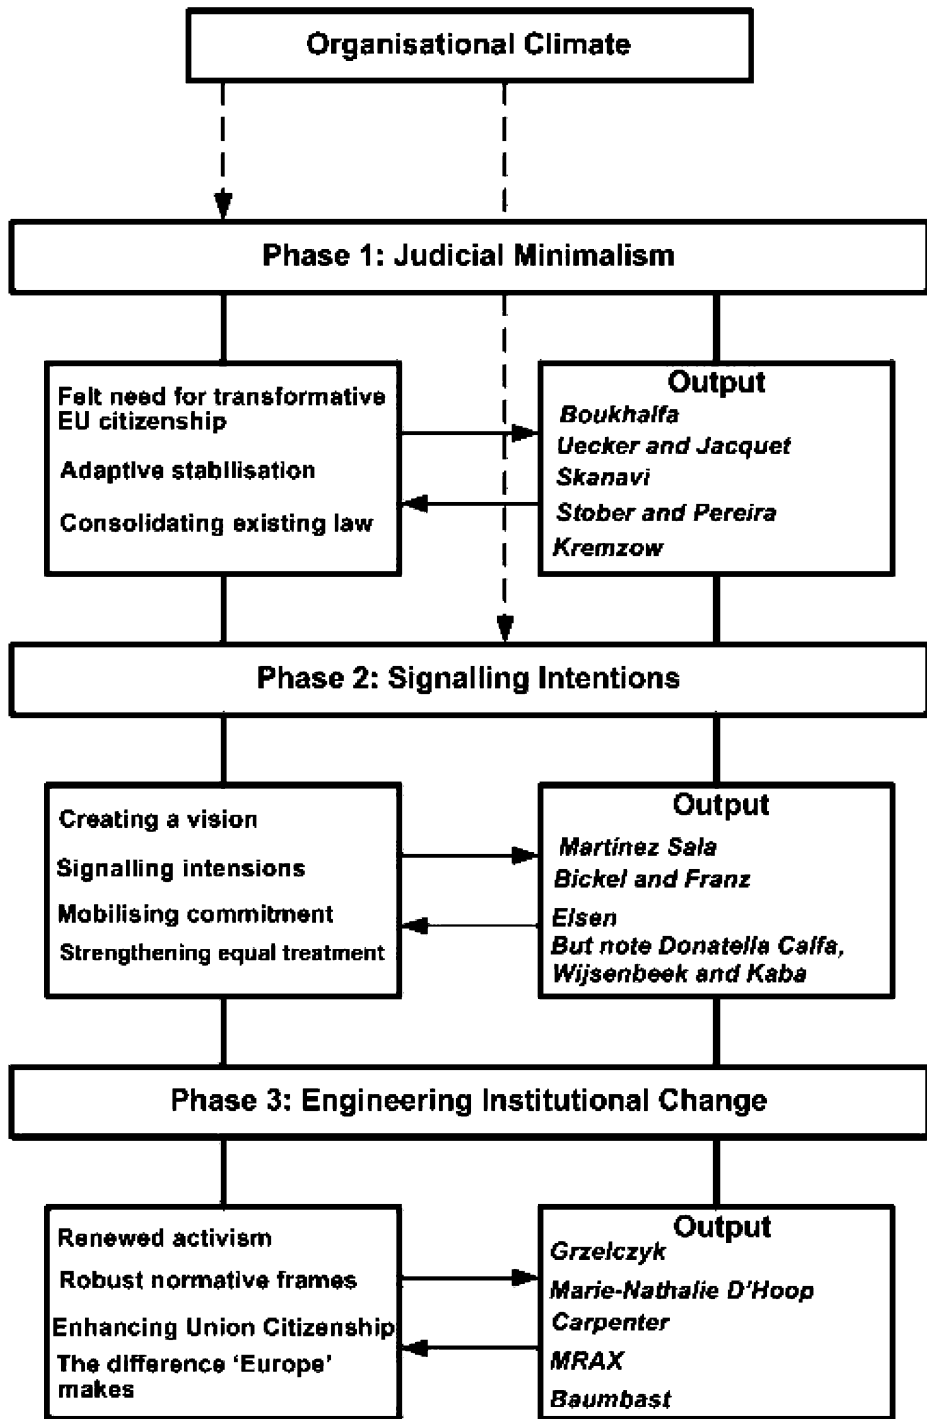 Organisational Climate
Phase 1: Judicial Minimalism
Felt need for transformative
EU citizenship
Adaptive stabilisation
Consolidating existing law
Output
Boukhalfa
Uecker and Jacquet
Skanavi
Stober and Pereira
Kremzow
Phase 2: Signalling Intentions
Creating a vision
Signalling intensions
Mobilising commitment
Strengthening equal treatment
Output
Martínez Sala
Bickel and Franz
Elsen
But note Donatella Calfa,
Wijsenbeek and Kaba
Phase 3: Engineering Institutional Change
Renewed activism
Robust normative frames
Enhancing Union Citizenship
The difference ‘Europe’
makes
Output
Grzelczyk
Marie-Nathalie D’Hoop
Carpenter
MRAX
Baumbast